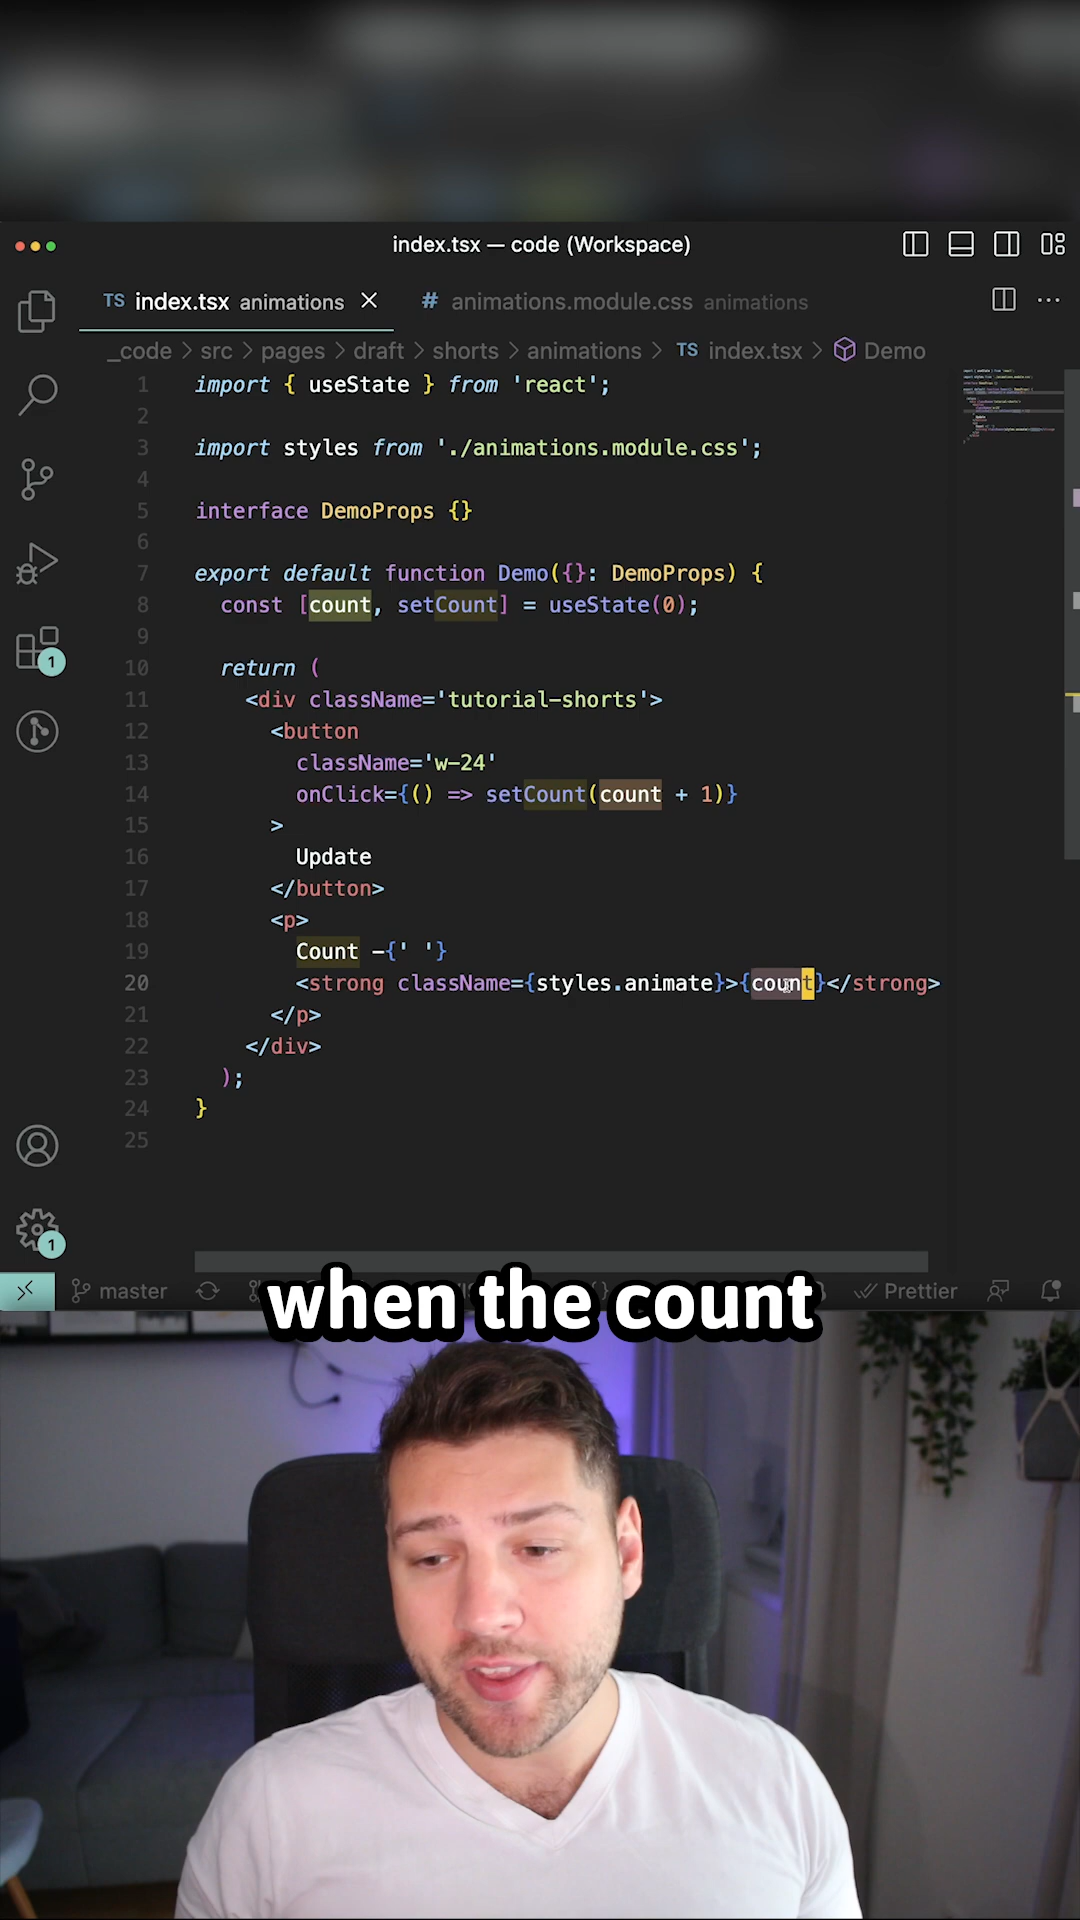 index.tsx — code (Workspace)
TS index.tsx animations # animations.module.css animations
_code > src > pages > draft > shorts > animations > TS index.tsx > Demo
1 import { useState } from 'react';
2
3 import styles from './animations.module.css';
4
5 interface DemoProps {}
6
7 export default function Demo({}: DemoProps) {
8 const [count, setCount] = useState(0);
9
10 return (
11 <div className='tutorial-shorts'>
12 <button
13 className='w-24'
14 onClick={() => setCount(count + 1)}
15 >
16 Update
17 </button>
18 <p>
19 Count -{' '}
20 <strong className={styles.animate}>{count}</strong>
21 </p>
22 </div>
23 );
24 }
25
1
1
master
Prettier
when the count